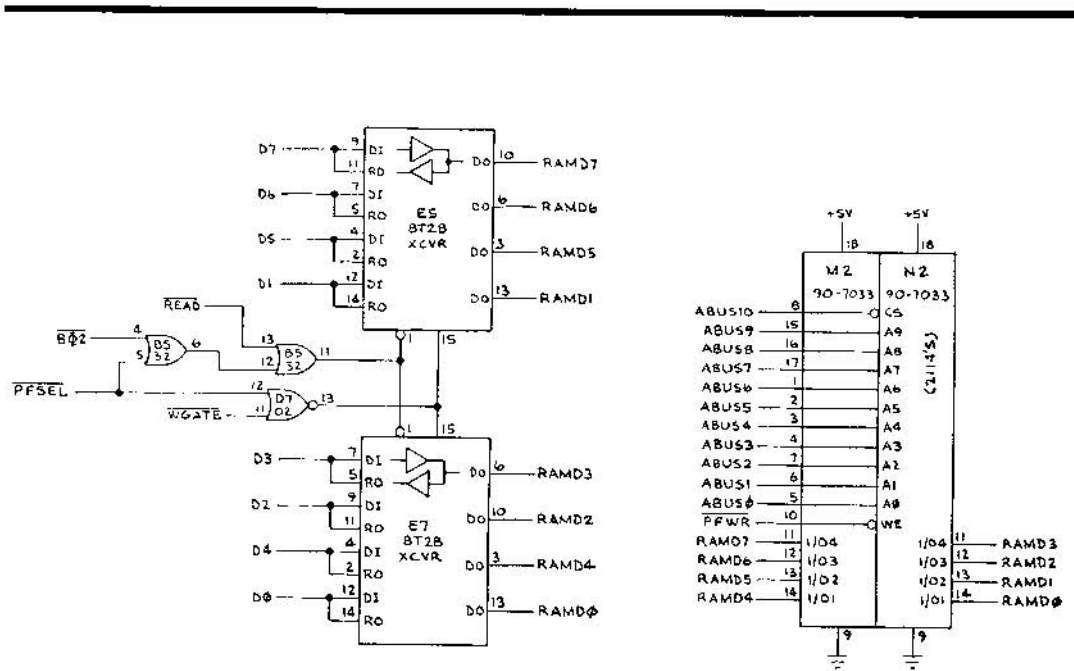 D7 9 DI DO 10 RAMD7
11 RO
D6 7 DI DO 6 RAMD6
5 RO
E5
8T28
XCVR
D5 4 DI DO 3 RAMD5
2 RO
D1 12 DI DO 13 RAMD1
14 RO
1 15
READ 13
BΦ2 4
B5
32
6
5
12
B5
32
11
PFSEL 12
D7
02
13
WGATE 11
1 15
D3 7 DI DO 6 RAMD3
5 RO
D2 9 DI DO 10 RAMD2
11 RO
E7
8T28
XCVR
D4 4 DI DO 3 RAMD4
2 RO
DØ 12 DI DO 13 RAMDØ
14 RO
+5V +5V
18 18
M2 N2
90-7033 90-7033
(2114'S)
ABUS10 8 CS
ABUS9 15 A9
ABUS8 16 A8
ABUS7 17 A7
ABUS6 1 A6
ABUS5 2 A5
ABUS4 3 A4
ABUS3 4 A3
ABUS2 7 A2
ABUS1 6 A1
ABUSØ 5 AØ
PFWR 10 WE
RAMD7 11 I/O4 I/O4 11 RAMD3
RAMD6 12 I/O3 I/O3 12 RAMD2
RAMD5 13 I/O2 I/O2 13 RAMD1
RAMD4 14 I/O1 I/O1 14 RAMDØ
9 9